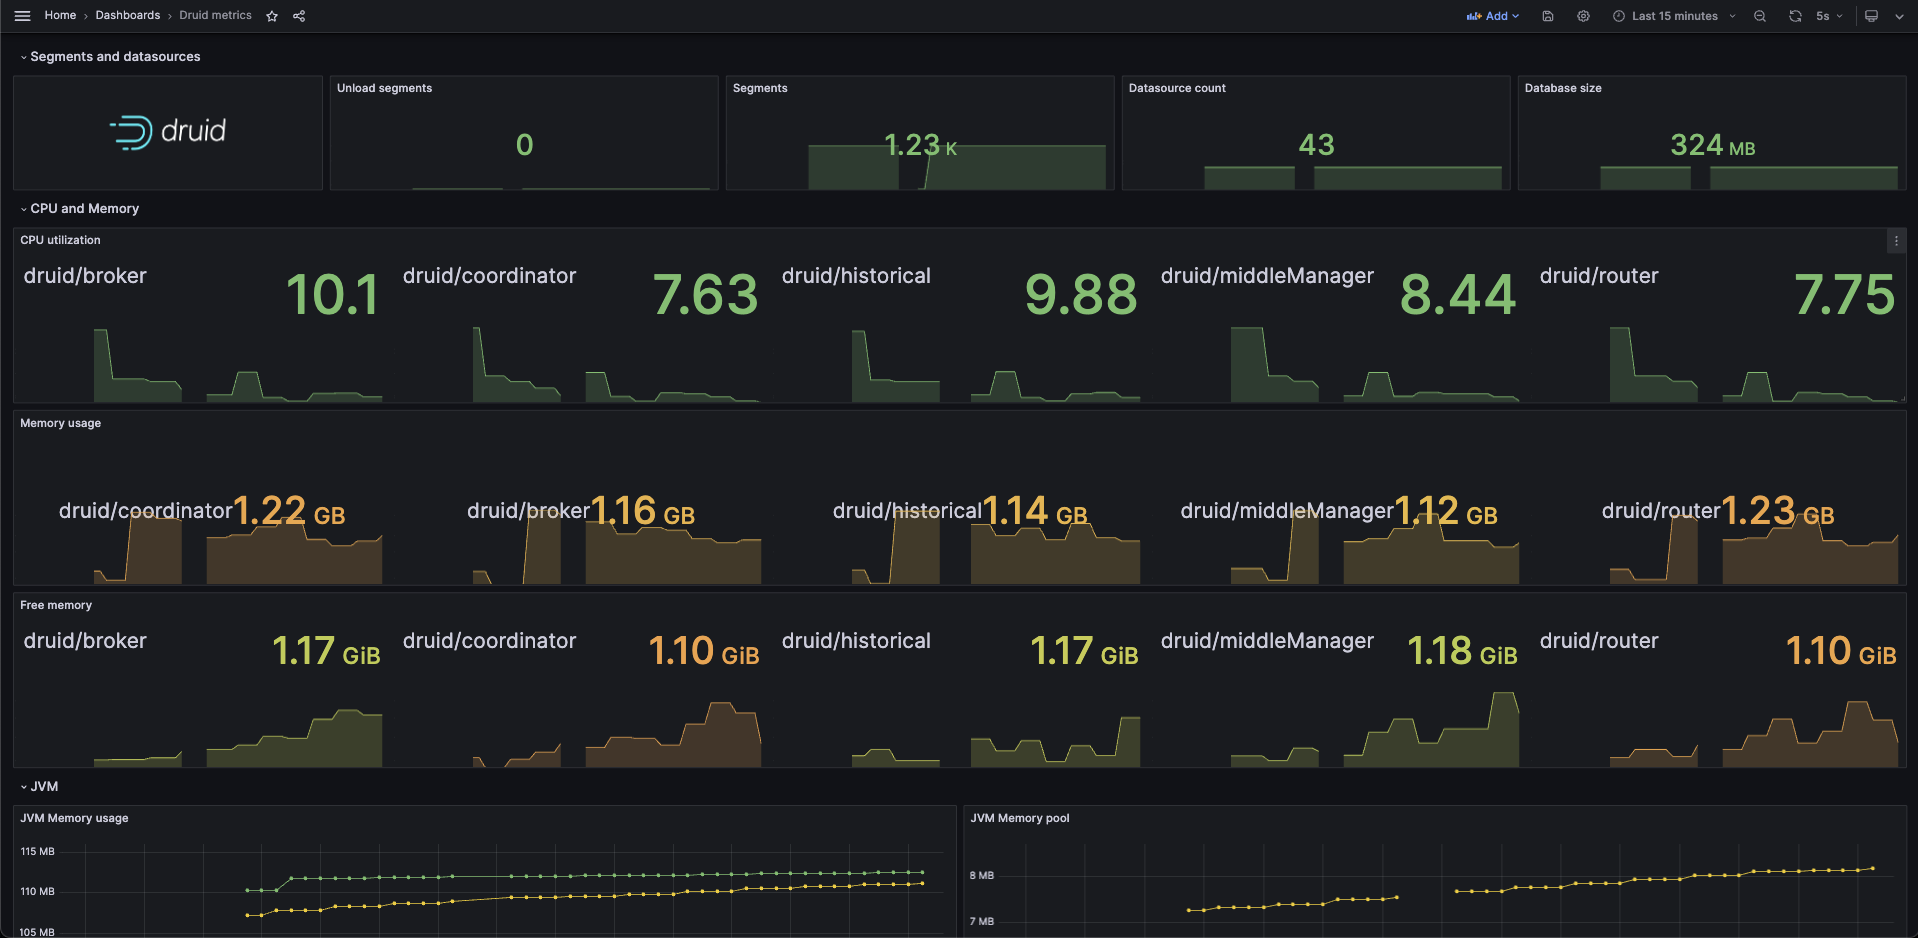 Home › Dashboards › Druid metrics
Add
Last 15 minutes
5s
Segments and datasources
druid
Unload segments
0
Segments
1.23 K
Datasource count
43
Database size
324 MB
CPU and Memory
CPU utilization
druid/broker 10.1
druid/coordinator 7.63
druid/historical 9.88
druid/middleManager 8.44
druid/router 7.75
Memory usage
druid/coordinator 1.22 GB
druid/broker 1.16 GB
druid/historical 1.14 GB
druid/middleManager 1.12 GB
druid/router 1.23 GB
Free memory
druid/broker 1.17 GiB
druid/coordinator 1.10 GiB
druid/historical 1.17 GiB
druid/middleManager 1.18 GiB
druid/router 1.10 GiB
JVM
JVM Memory usage
115 MB
110 MB
105 MB
JVM Memory pool
8 MB
7 MB